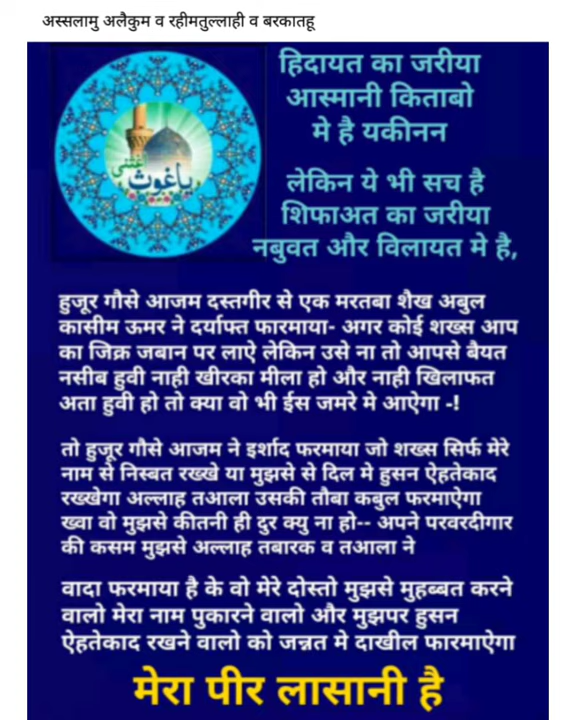 अस्सलामु अलैकुम व रहीमतुल्लाही व बरकातहू
हिदायत का जरीया
आस्मानी किताबो
मे है यकीनन
लेकिन ये भी सच है
शिफाअत का जरीया
नबुवत और विलायत मे है,
یاغوث
हुजूर गौसे आजम दस्तगीर से एक मरतबा शैख अबुल
कासीम ऊमर ने दर्याफ्त फारमाया- अगर कोई शख्स आप
का जिक्र जबान पर लाऐ लेकिन उसे ना तो आपसे बैयत
नसीब हुवी नाही खीरका मीला हो और नाही खिलाफत
अता हुवी हो तो क्या वो भी ईस जमरे मे आऐगा -!
तो हुजूर गौसे आजम ने इर्शाद फरमाया जो शख्स सिर्फ मेरे
नाम से निस्बत रख्खे या मुझसे से दिल मे हुसन ऐहतेकाद
रख्खेगा अल्लाह तआला उसकी तौबा कबुल फरमाऐगा
ख्वा वो मुझसे कीतनी ही दुर क्यु ना हो-- अपने परवरदीगार
की कसम मुझसे अल्लाह तबारक व तआला ने
वादा फरमाया है के वो मेरे दोस्तो मुझसे मुहब्बत करने
वालो मेरा नाम पुकारने वालो और मुझपर हुसन
ऐहतेकाद रखने वालो को जन्नत मे दाखील फारमाऐगा
मेरा पीर लासानी है